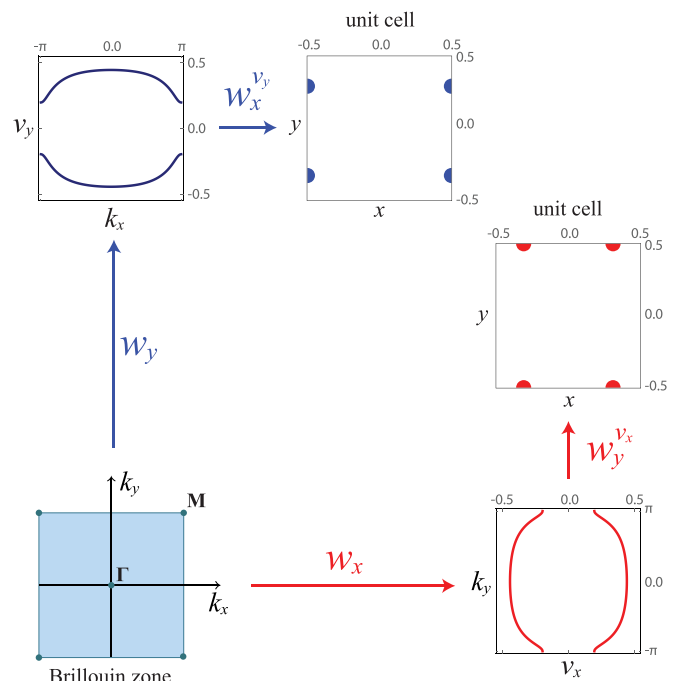 -π 0.0 π
0.5
0.0
-0.5
v_y
k_x
w_x^{v_y}
unit cell
-0.5 0.0 0.5
0.5
0.0
-0.5
y
x
unit cell
-0.5 0.0 0.5
0.5
0.0
-0.5
y
x
w_y
w_y^{v_x}
k_y
M
Γ
k_x
Brillouin zone
w_x
-0.5 0.0 0.5
π
0.0
-π
k_y
v_x